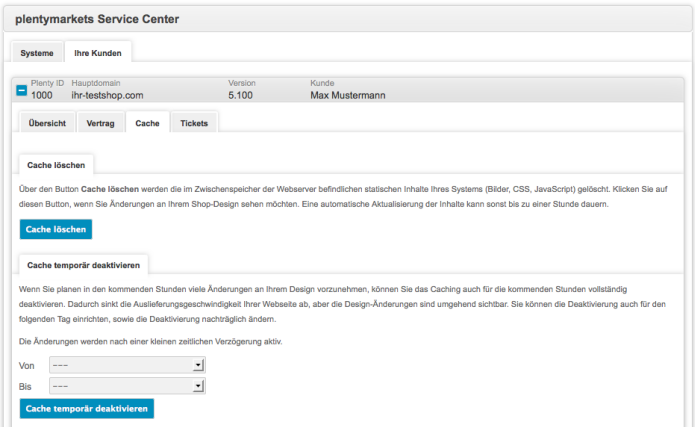 plentymarkets Service Center
Systeme Ihre Kunden
Plenty ID Hauptdomain Version Kunde
1000 ihr-testshop.com 5.100 Max Mustermann
Übersicht Vertrag Cache Tickets
Cache löschen
Über den Button Cache löschen werden die im Zwischenspeicher der Webserver befindlichen statischen Inhalte Ihres Systems (Bilder, CSS, JavaScript) gelöscht. Klicken Sie auf
diesen Button, wenn Sie Änderungen an Ihrem Shop-Design sehen möchten. Eine automatische Aktualisierung der Inhalte kann sonst bis zu einer Stunde dauern.
Cache löschen
Cache temporär deaktivieren
Wenn Sie planen in den kommenden Stunden viele Änderungen an Ihrem Design vorzunehmen, können Sie das Caching auch für die kommenden Stunden vollständig
deaktivieren. Dadurch sinkt die Auslieferungsgeschwindigkeit Ihrer Webseite ab, aber die Design-Änderungen sind umgehend sichtbar. Sie können die Deaktivierung auch für den
folgenden Tag einrichten, sowie die Deaktivierung nachträglich ändern.
Die Änderungen werden nach einer kleinen zeitlichen Verzögerung aktiv.
Von ---
Bis ---
Cache temporär deaktivieren